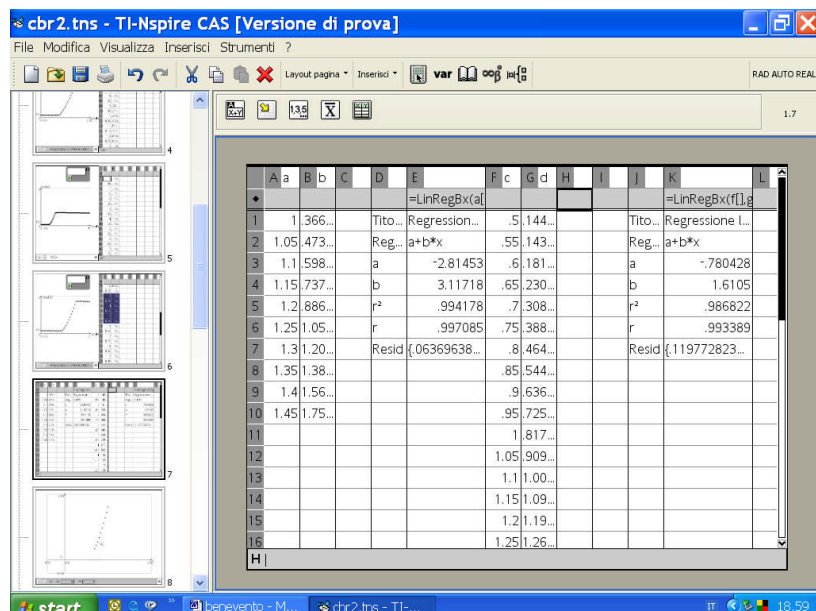 cbr2.tns - TI-Nspire CAS [Versione di prova]
File Modifica Visualizza Inserisci Strumenti ?
Layout pagina Inserisci var RAD AUTO REAL
1.7
A a B b C D E F c G d H I J K L
=LinRegBx(a[ =LinRegBx(f[],g
1 1 .366... Tito... Regression... .5 .144... Tito... Regressione l...
2 1.05 .473... Reg... a+b*x .55 .143... Reg... a+b*x
3 1.1 .598... a -2.81453 .6 .181... a -.780428
4 1.15 .737... b 3.11718 .65 .230... b 1.6105
5 1.2 .886... r² .994178 .7 .308... r² .986822
6 1.25 1.05... r .997085 .75 .388... r .993389
7 1.3 1.20... Resid {.06369638... .8 .464... Resid {.119772823...
8 1.35 1.38... .85 .544...
9 1.4 1.56... .9 .636...
10 1.45 1.75... .95 .725...
11 1 .817...
12 1.05 .909...
13 1.1 1.00...
14 1.15 1.09...
15 1.2 1.19...
16 1.25 1.26...
H
4
5
6
7
8
start benevento - M... cbr2.tns - TI-... IT 18.59